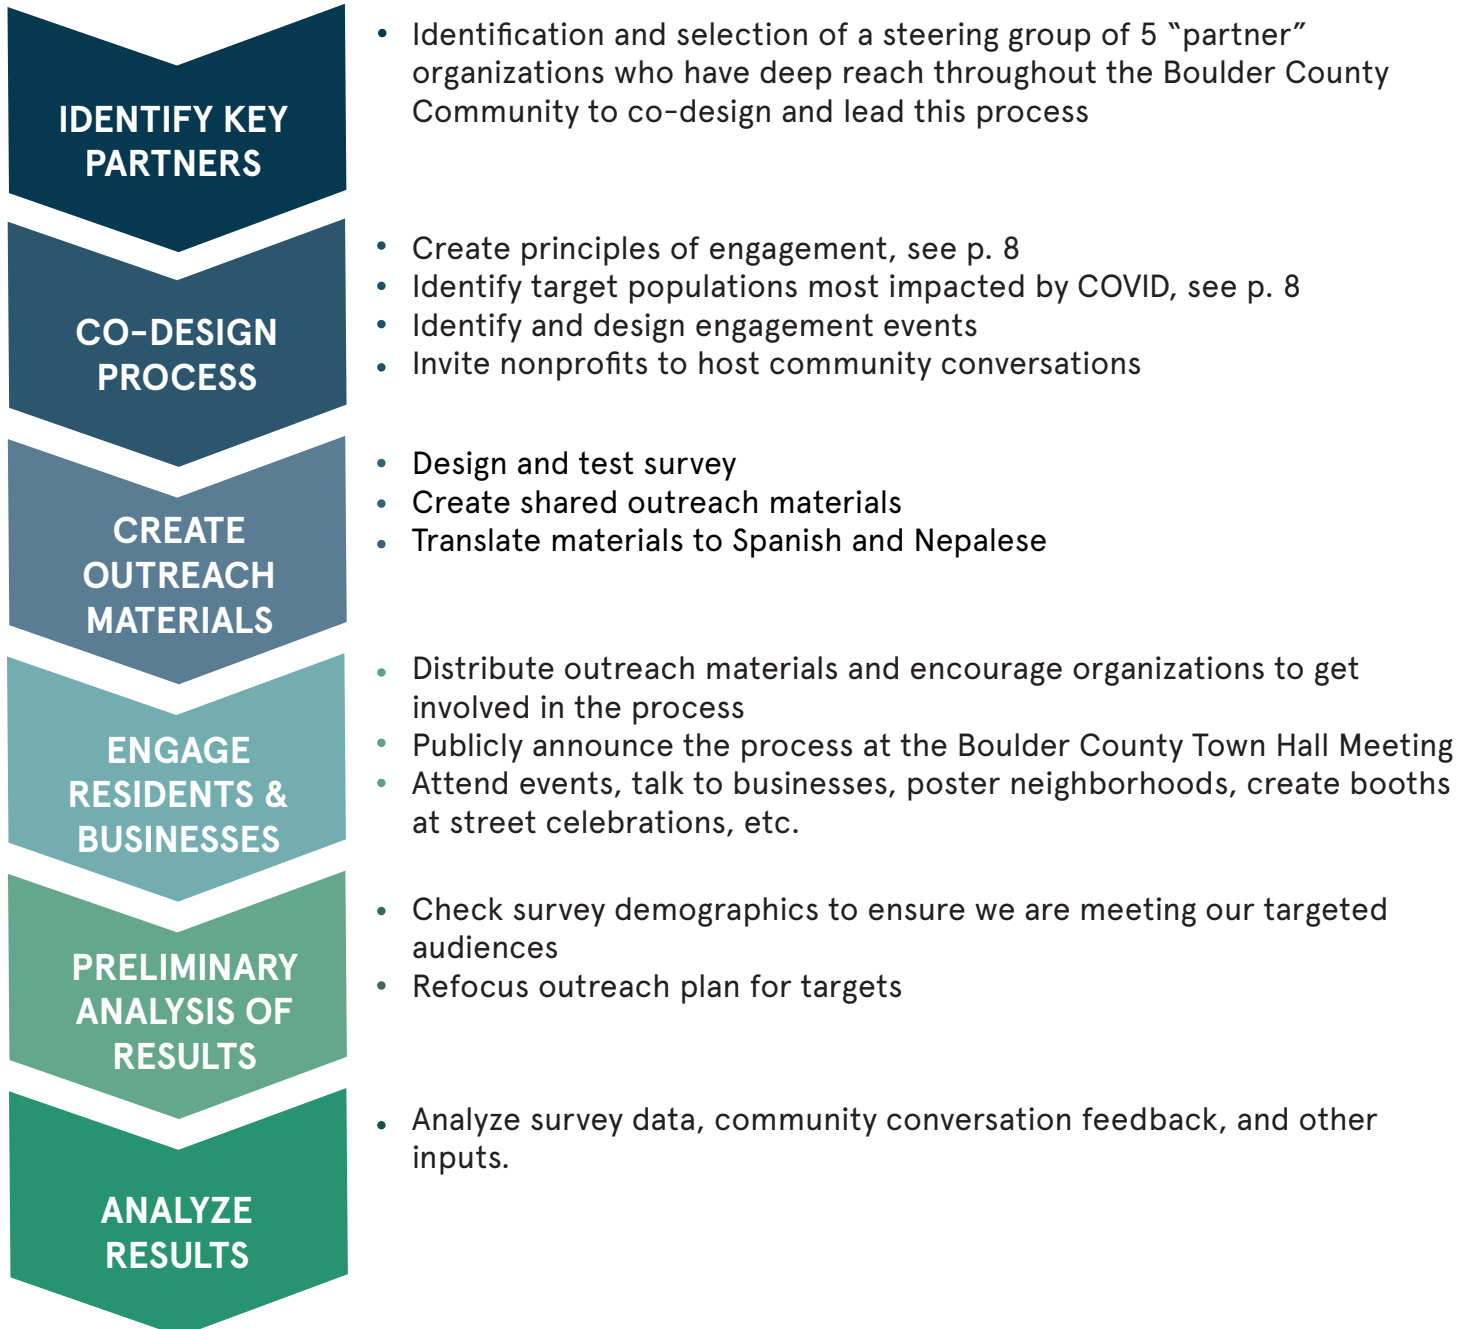 IDENTIFY KEY
PARTNERS
• Identification and selection of a steering group of 5 “partner”
organizations who have deep reach throughout the Boulder County
Community to co-design and lead this process
CO-DESIGN
PROCESS
• Create principles of engagement, see p. 8
• Identify target populations most impacted by COVID, see p. 8
• Identify and design engagement events
• Invite nonprofits to host community conversations
CREATE
OUTREACH
MATERIALS
• Design and test survey
• Create shared outreach materials
• Translate materials to Spanish and Nepalese
ENGAGE
RESIDENTS &
BUSINESSES
• Distribute outreach materials and encourage organizations to get
involved in the process
• Publicly announce the process at the Boulder County Town Hall Meeting
• Attend events, talk to businesses, poster neighborhoods, create booths
at street celebrations, etc.
PRELIMINARY
ANALYSIS OF
RESULTS
• Check survey demographics to ensure we are meeting our targeted
audiences
• Refocus outreach plan for targets
ANALYZE
RESULTS
• Analyze survey data, community conversation feedback, and other
inputs.